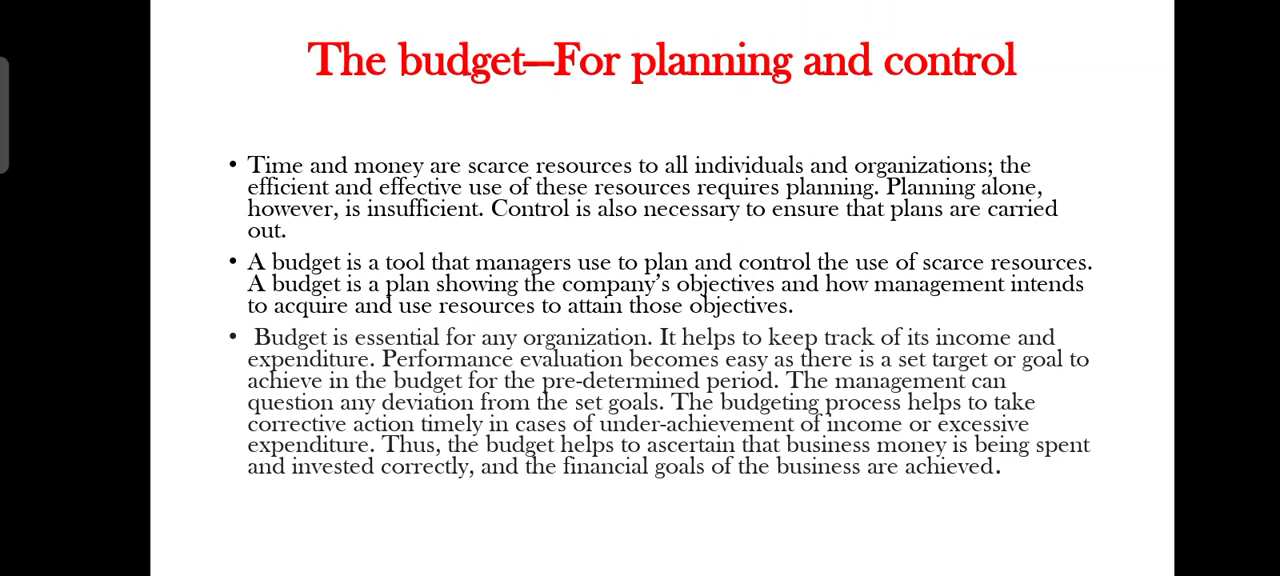 The budget—For planning and control
• Time and money are scarce resources to all individuals and organizations; the
efficient and effective use of these resources requires planning. Planning alone,
however, is insufficient. Control is also necessary to ensure that plans are carried
out.
• A budget is a tool that managers use to plan and control the use of scarce resources.
A budget is a plan showing the company’s objectives and how management intends
to acquire and use resources to attain those objectives.
• Budget is essential for any organization. It helps to keep track of its income and
expenditure. Performance evaluation becomes easy as there is a set target or goal to
achieve in the budget for the pre-determined period. The management can
question any deviation from the set goals. The budgeting process helps to take
corrective action timely in cases of under-achievement of income or excessive
expenditure. Thus, the budget helps to ascertain that business money is being spent
and invested correctly, and the financial goals of the business are achieved.